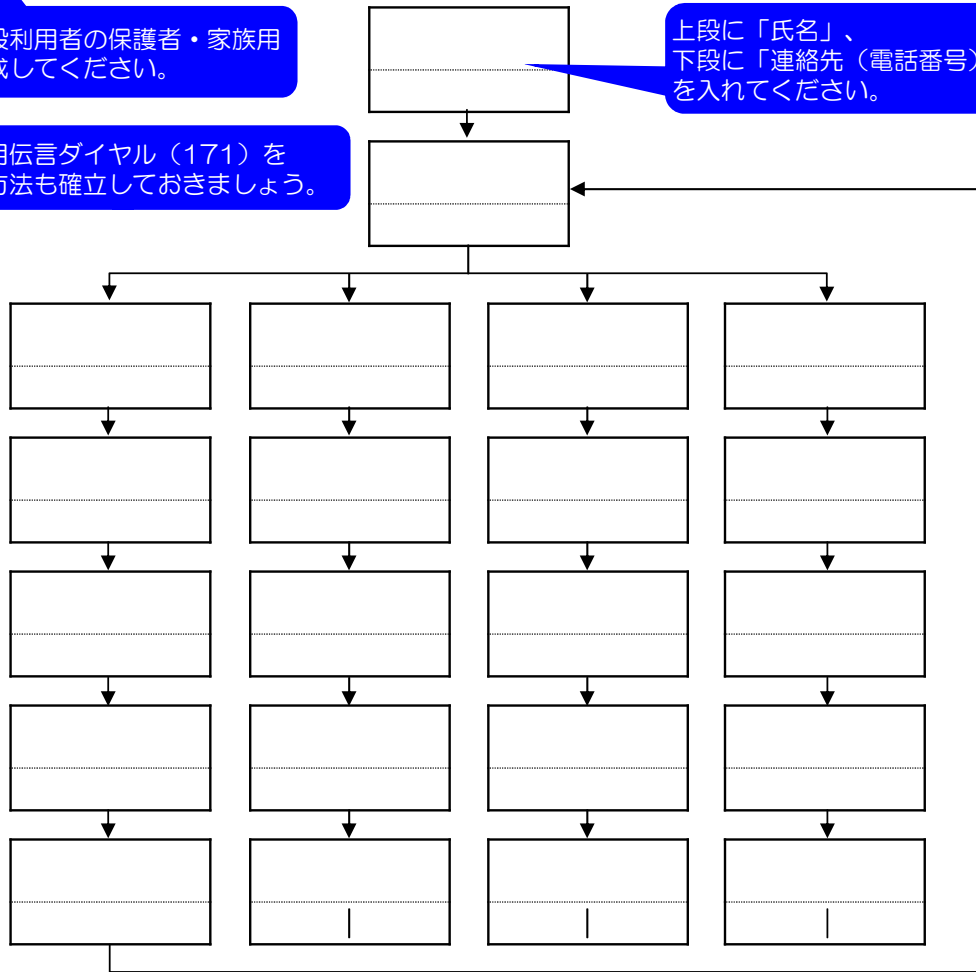 設利用者の保護者・家族用
成してください。
上段に「氏名」、
下段に「連絡先（電話番号）
を入れてください。
用伝言ダイヤル（171）を
方法も確立しておきましょう。